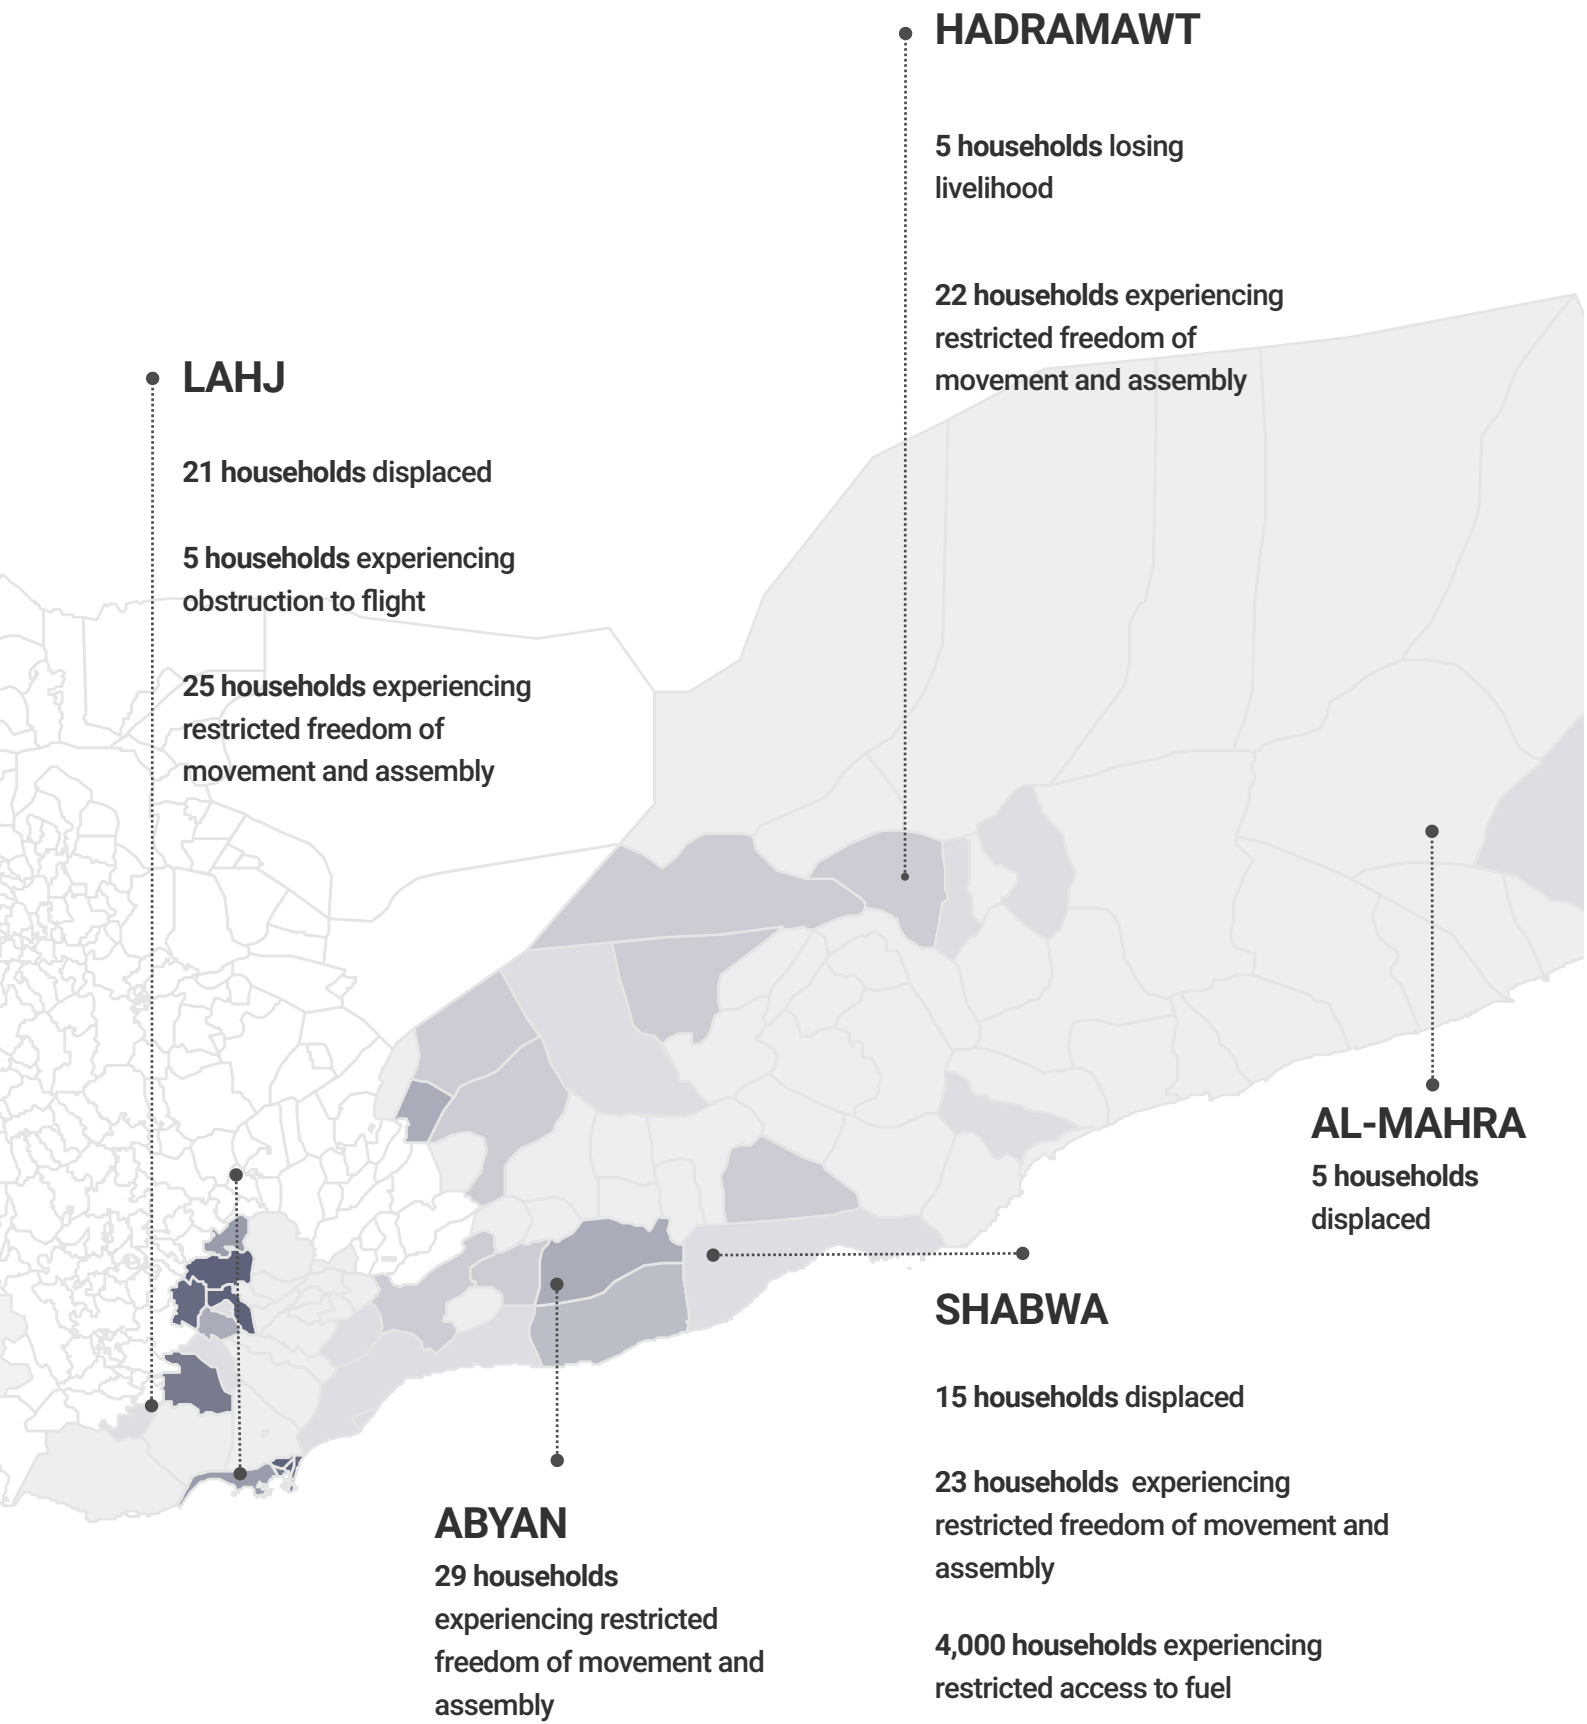 HADRAMAWT
5 households losing
livelihood
22 households experiencing
restricted freedom of
movement and assembly
LAHJ
21 households displaced
5 households experiencing
obstruction to flight
25 households experiencing
restricted freedom of
movement and assembly
AL-MAHRA
5 households
displaced
SHABWA
15 households displaced
23 households experiencing
restricted freedom of movement and
assembly
4,000 households experiencing
restricted access to fuel
ABYAN
29 households
experiencing restricted
freedom of movement and
assembly